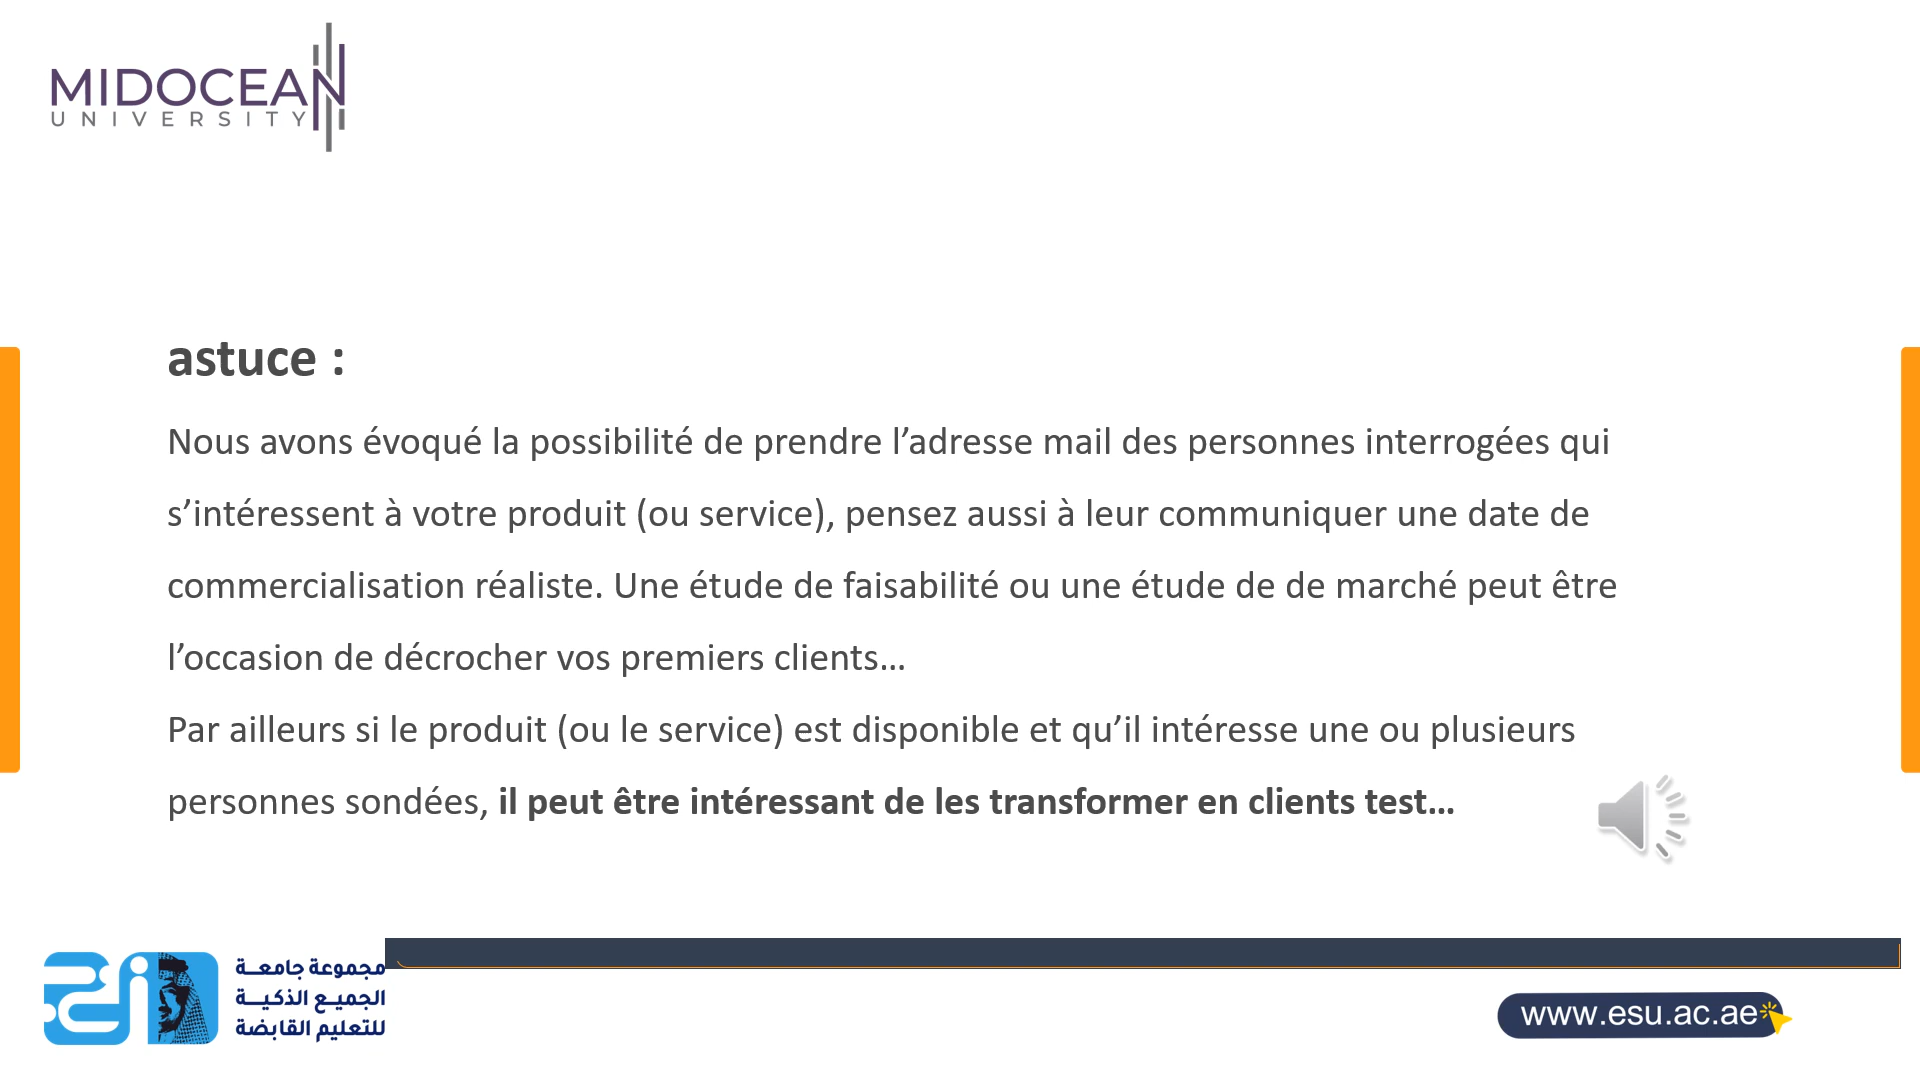 MIDOCEAN
UNIVERSITY
astuce :
Nous avons évoqué la possibilité de prendre l’adresse mail des personnes interrogées qui
s’intéressent à votre produit (ou service), pensez aussi à leur communiquer une date de
commercialisation réaliste. Une étude de faisabilité ou une étude de de marché peut être
l’occasion de décrocher vos premiers clients…
Par ailleurs si le produit (ou le service) est disponible et qu’il intéresse une ou plusieurs
personnes sondées, il peut être intéressant de les transformer en clients test…
مجموعة جامعـــة
الجميـــع الذكيـــة
للتعليم القابضة
www.esu.ac.ae